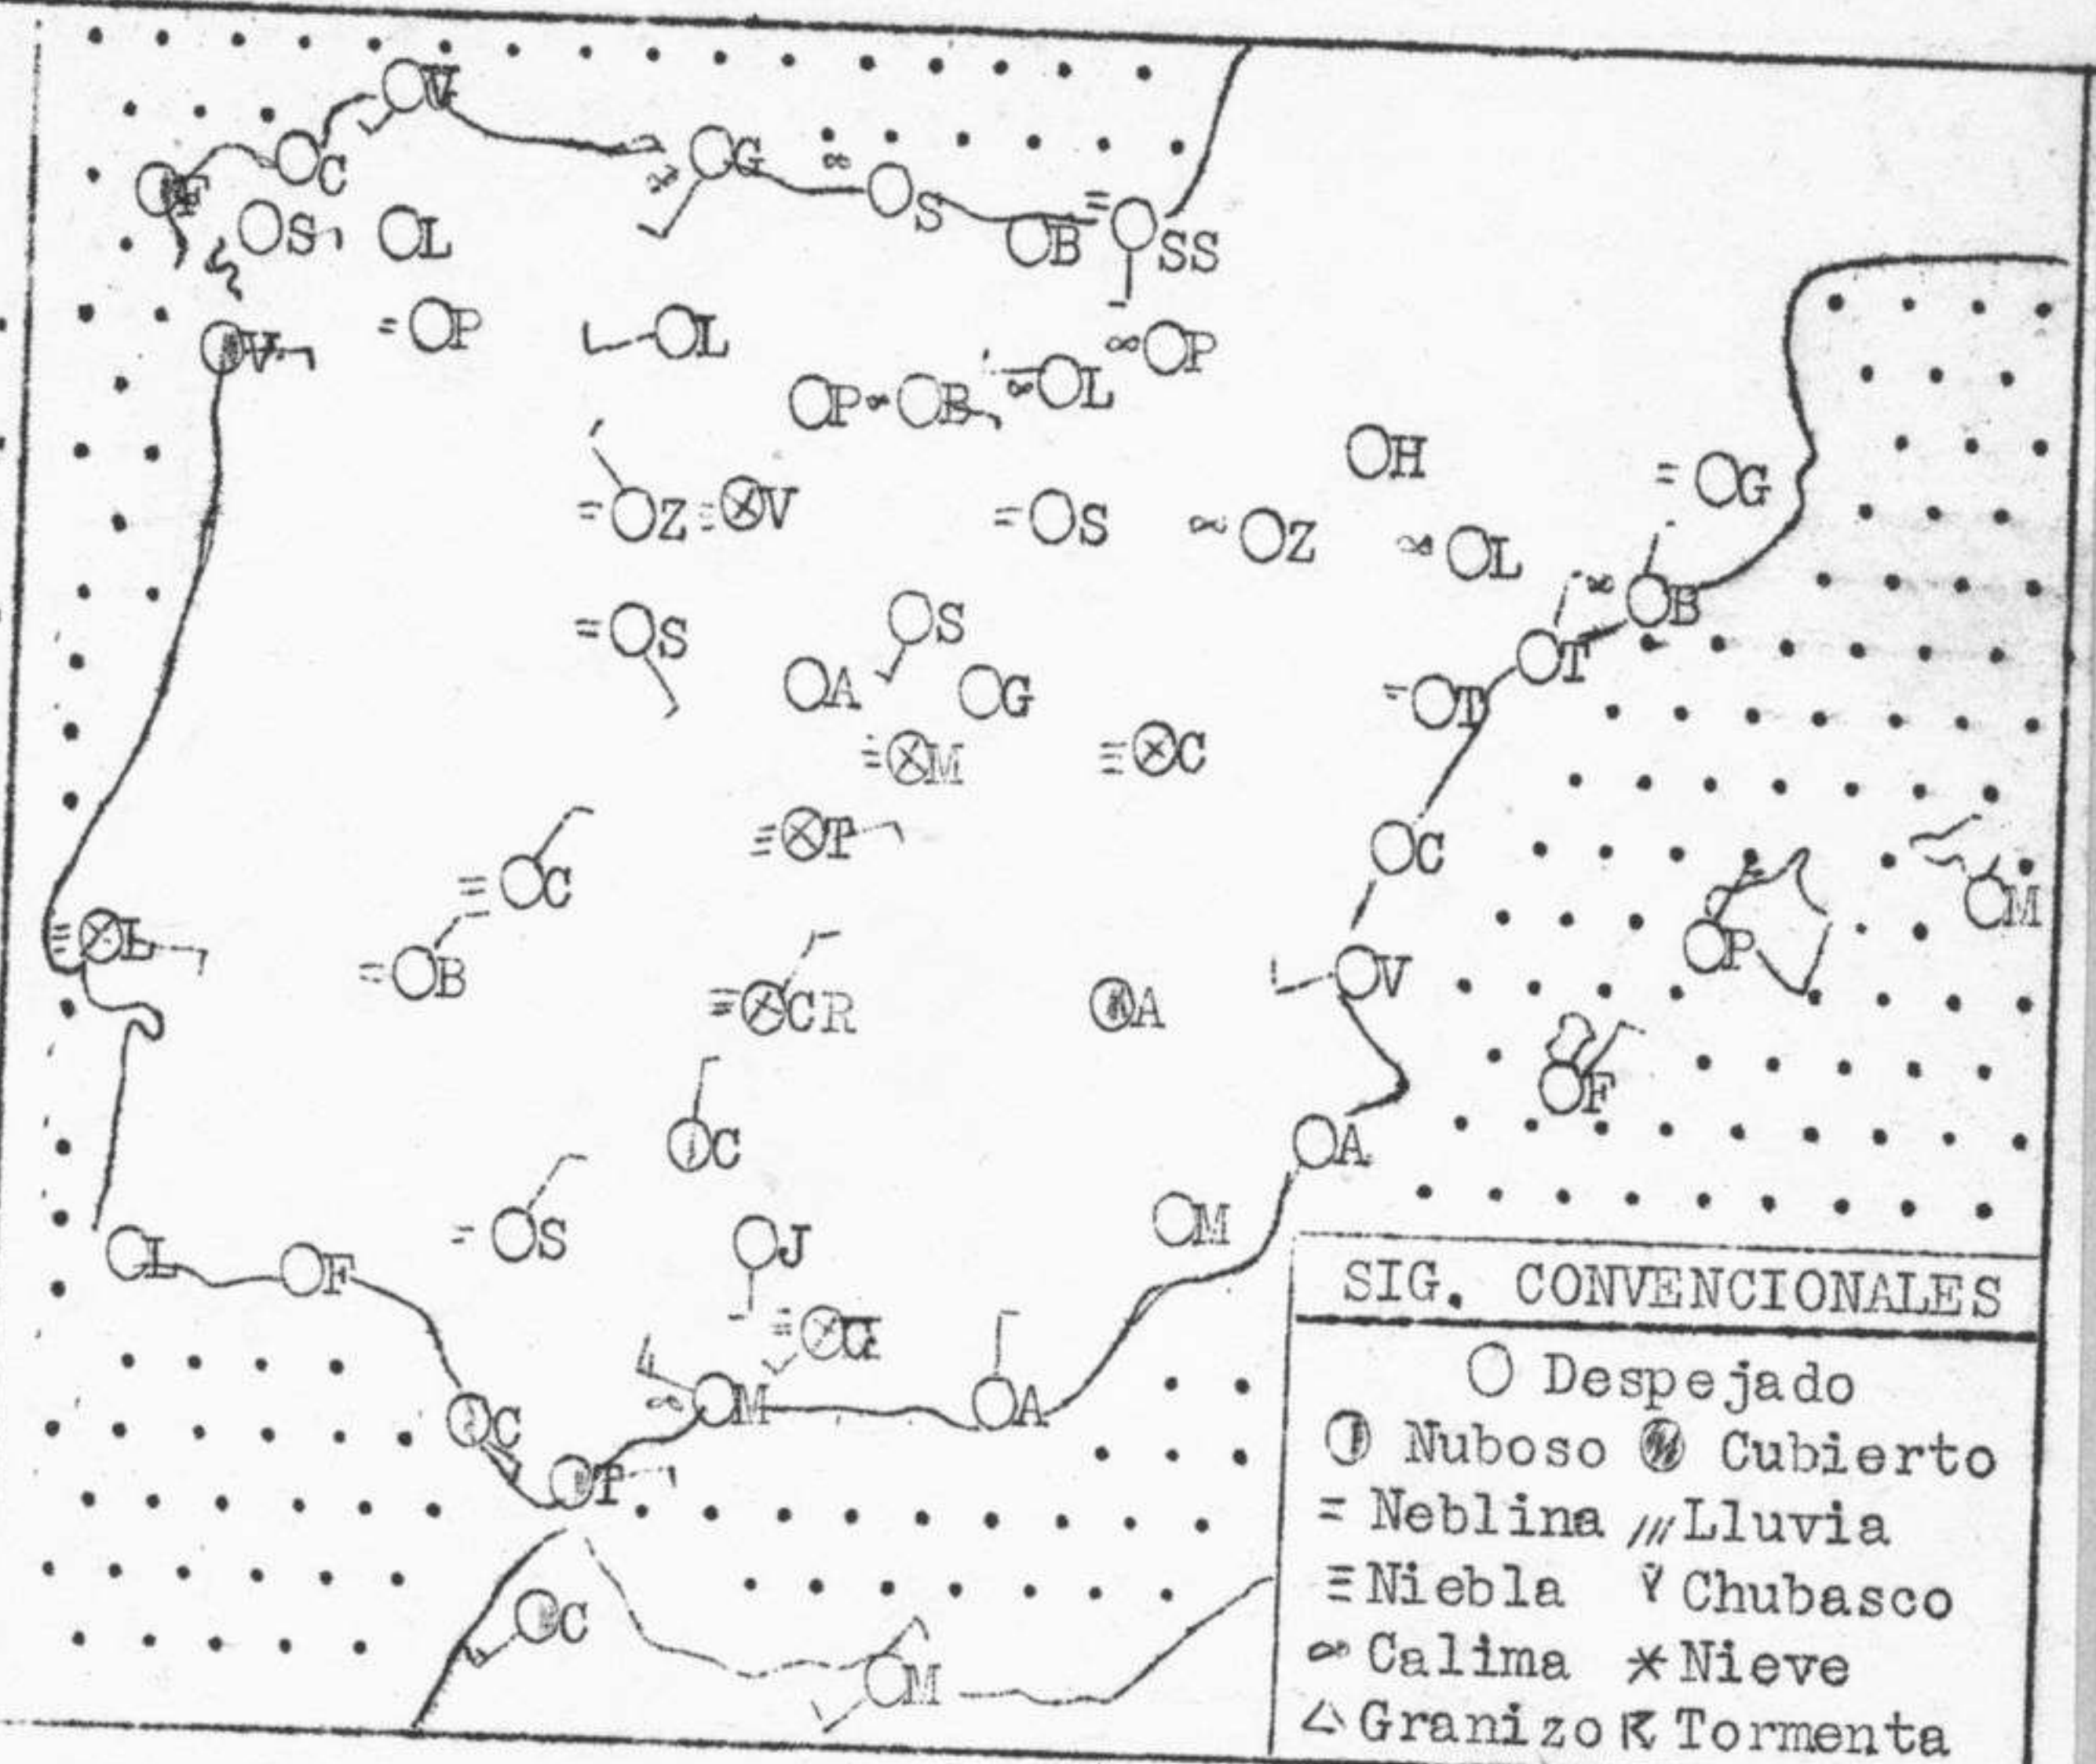 V
G
C
F
S
S
L
B
SS
V
P
L
P
B
L
P
H
G
Z
V
S
Z
L
B
S
S
T
A
G
T
M
C
T
C
C
M
L
B
P
V
CR
A
F
C
A
M
S
J
L
F
G
M
A
C
T
C
M
SIG. CONVENCIONALES
Despejado
Nuboso Cubierto
Neblina Lluvia
Niebla Chubasco
Calima Nieve
Granizo Tormenta